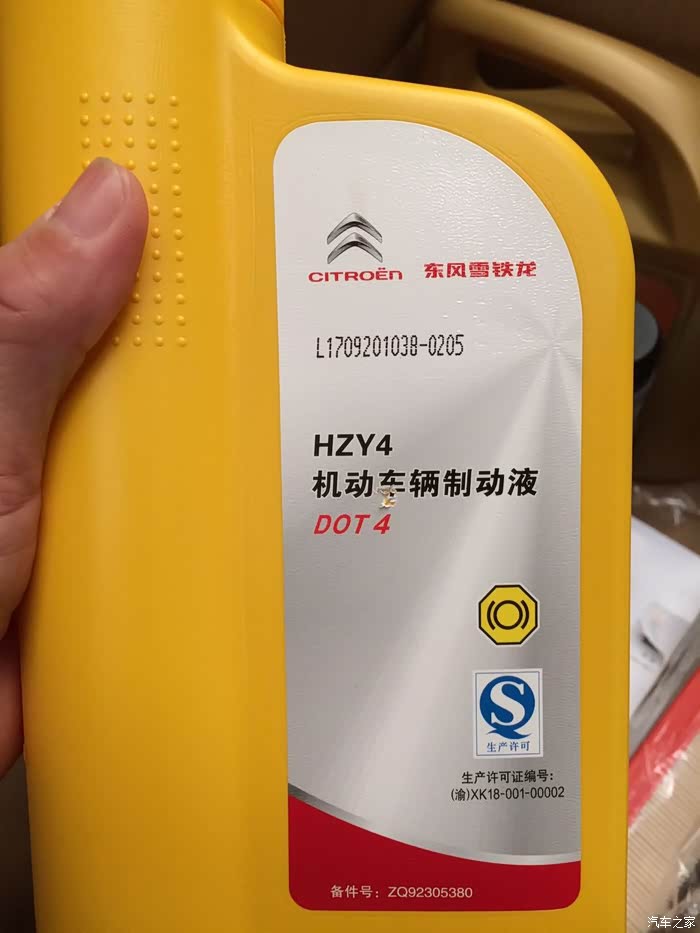 CITROËN 东风雪铁龙
L1709201038-0205
HZY4
机动车辆制动液
DOT 4
S
生产许可
生产许可证编号:
(渝)XK18-001-00002
备件号: ZQ92305380
汽车之家